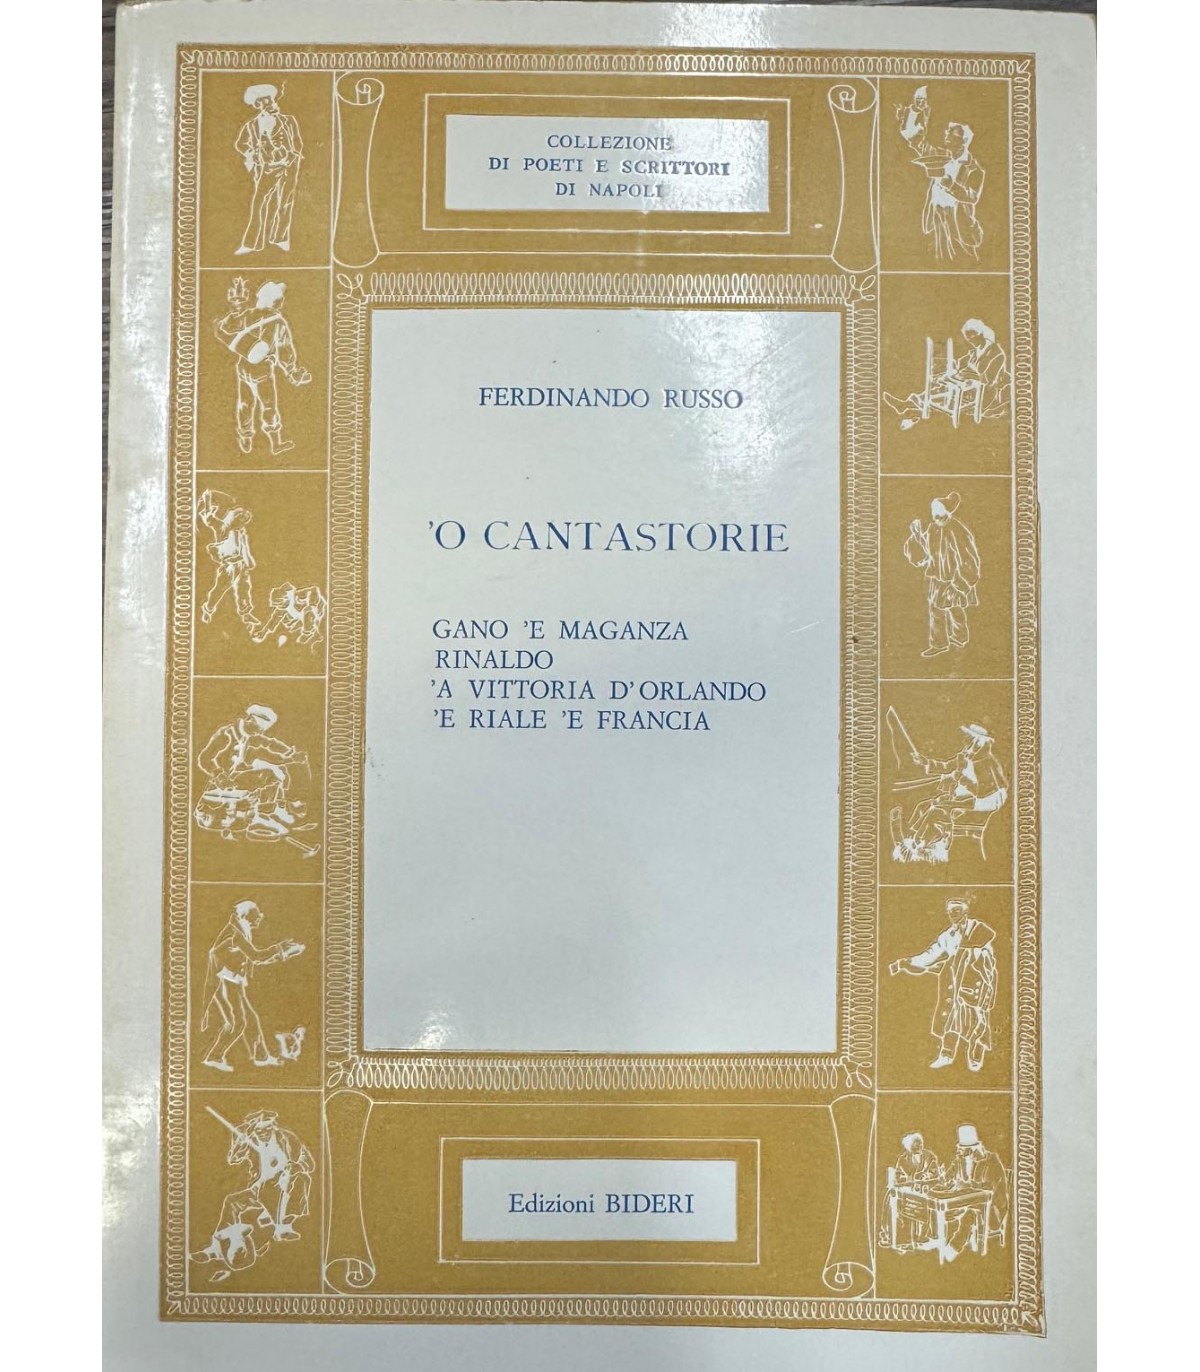 COLLEZIONE
DI POETI E SCRITTORI
DI NAPOLI
FERDINANDO RUSSO
'O CANTASTORIE
GANO 'E MAGANZA
RINALDO
'A VITTORIA D'ORLANDO
'E RIALE 'E FRANCIA
Edizioni BIDERI